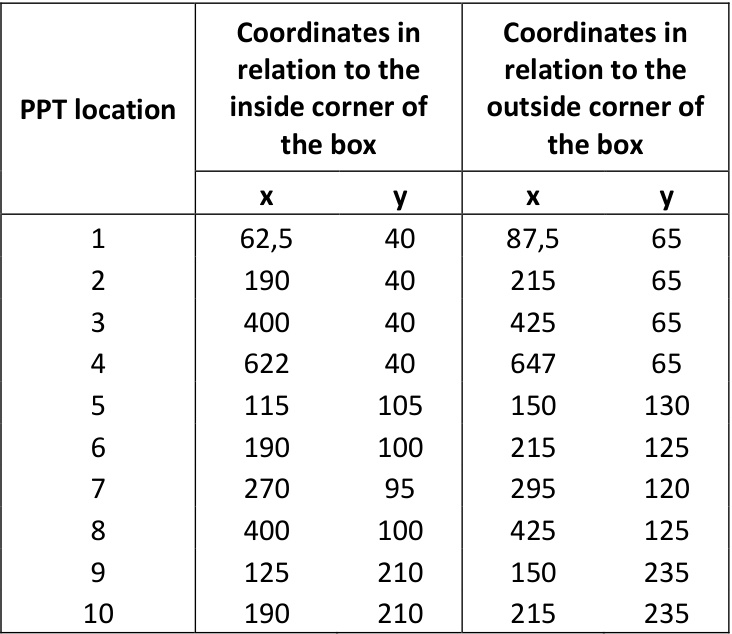 PPT location
Coordinates in
relation to the
inside corner of
the box
Coordinates in
relation to the
outside corner of
the box
x y x y
1 62,5 40 87,5 65
2 190 40 215 65
3 400 40 425 65
4 622 40 647 65
5 115 105 150 130
6 190 100 215 125
7 270 95 295 120
8 400 100 425 125
9 125 210 150 235
10 190 210 215 235